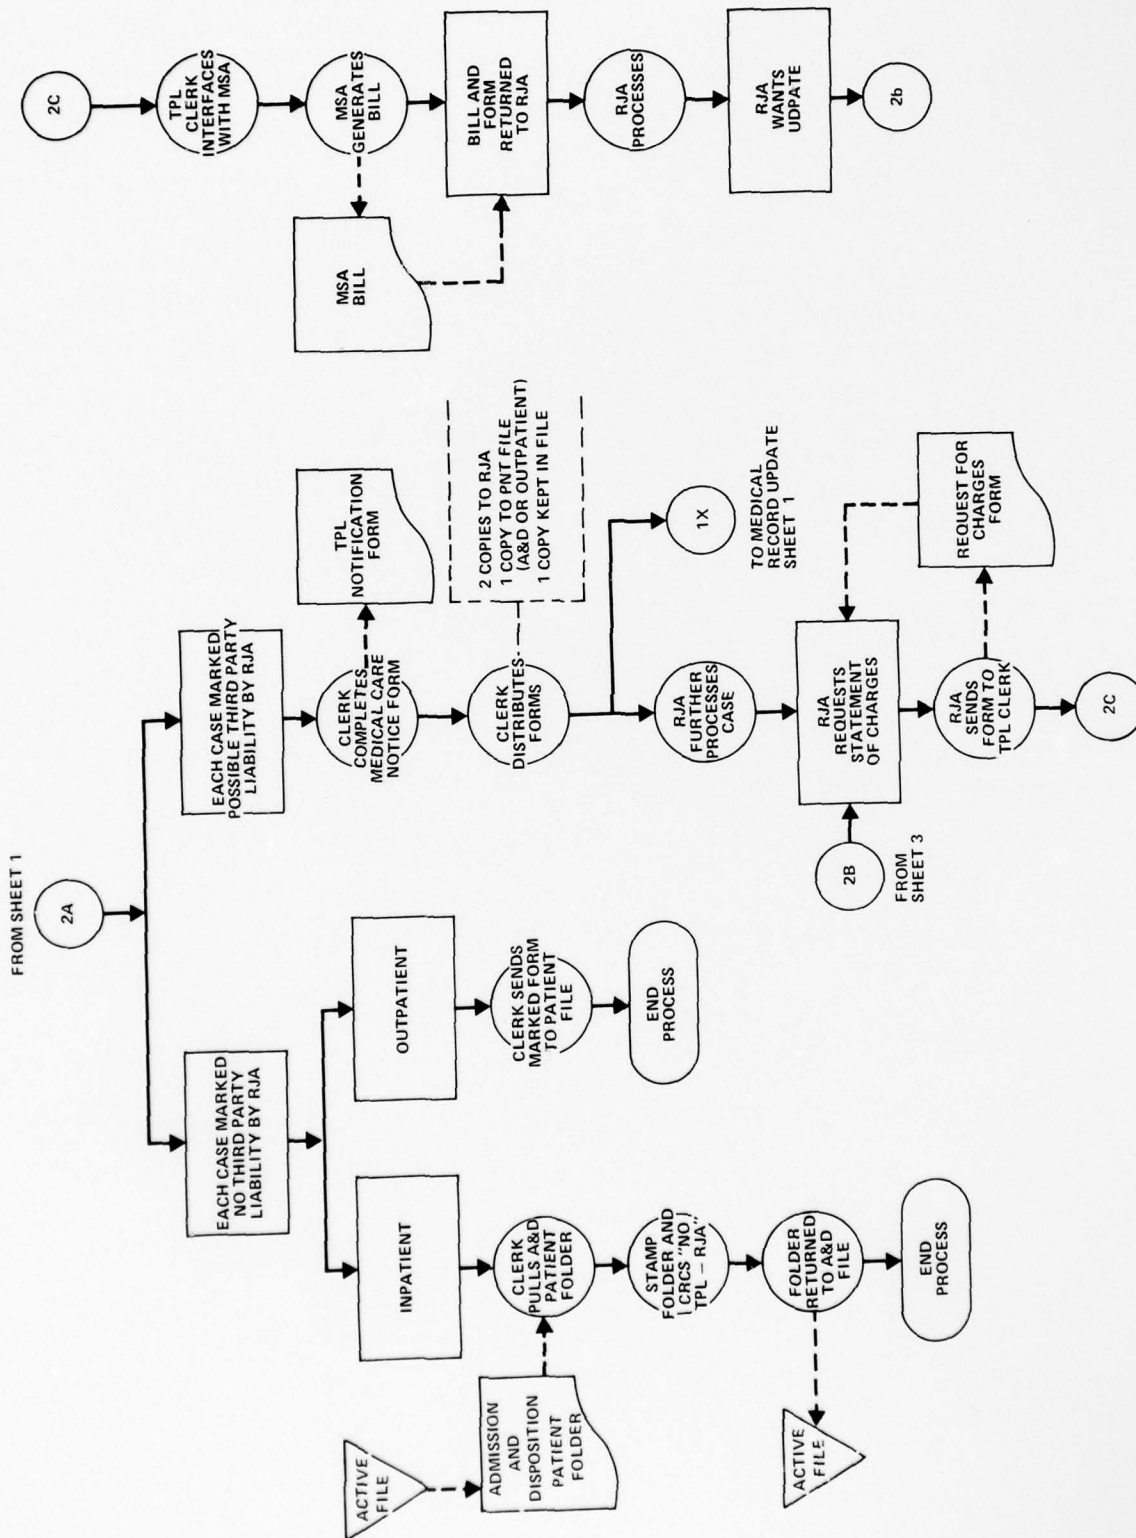 FROM SHEET 1
2A
EACH CASE MARKED
NO THIRD PARTY
LIABILITY BY RJA
INPATIENT
ACTIVE
FILE
ADMISSION
AND
DISPOSITION
PATIENT
FOLDER
CLERK
PULLS A&D
PATIENT
FOLDER
STAMP
FOLDER AND
CRCS "NO
TPL – RJA"
FOLDER
RETURNED
TO A&D
FILE
ACTIVE
FILE
END
PROCESS
OUTPATIENT
CLERK SENDS
MARKED FORM
TO PATIENT
FILE
END
PROCESS
EACH CASE MARKED
POSSIBLE THIRD PARTY
LIABILITY BY RJA
CLERK
COMPLETES
MEDICAL CARE
NOTICE FORM
TPL
NOTIFICATION
FORM
CLERK
DISTRIBUTES
FORMS
2 COPIES TO RJA
1 COPY TO PNT FILE
(A&D OR OUTPATIENT)
1 COPY KEPT IN FILE
1X
TO MEDICAL
RECORD UPDATE
SHEET 1
RJA
FURTHER
PROCESSES
CASE
2B
FROM
SHEET 3
RJA
REQUESTS
STATEMENT
OF CHARGES
REQUEST FOR
CHARGES
FORM
RJA
SENDS
FORM TO
TPL CLERK
2C
2C
TPL
CLERK
INTERFACES
WITH MSA
MSA
GENERATES
BILL
MSA
BILL
BILL AND
FORM
RETURNED
TO RJA
RJA
PROCESSES
RJA
WANTS
UDPATE
2b